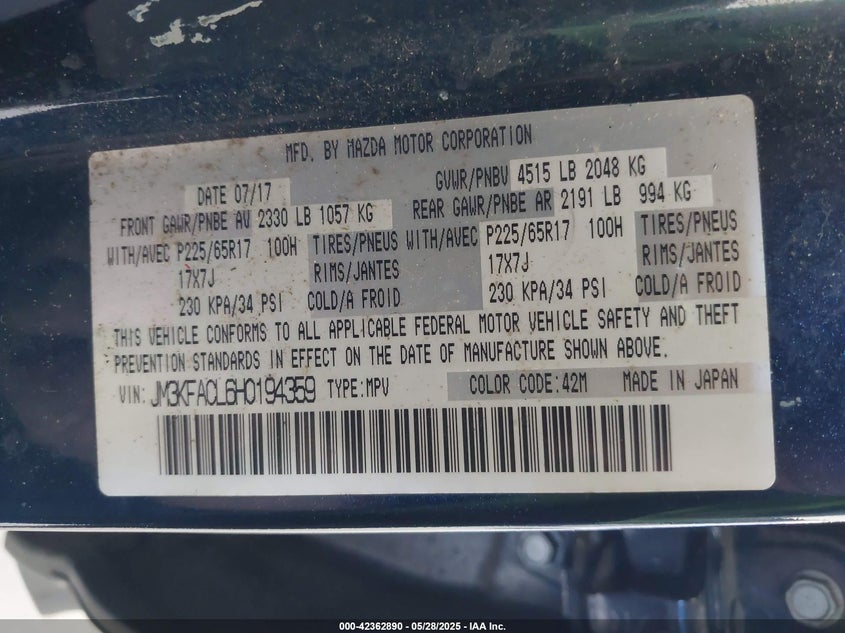 MFD. BY MAZDA MOTOR CORPORATION
DATE 07/17 GVWR/PNBV 4515 LB 2048 KG
FRONT GAWR/PNBE AV 2330 LB 1057 KG REAR GAWR/PNBE AR 2191 LB 994 KG
WITH/AVEC P225/65R17 100H TIRES/PNEUS WITH/AVEC P225/65R17 100H TIRES/PNEUS
17X7J RIMS/JANTES 17X7J RIMS/JANTES
230 KPA/34 PSI COLD/A FROID 230 KPA/34 PSI COLD/A FROID
THIS VEHICLE CONFORMS TO ALL APPLICABLE FEDERAL MOTOR VEHICLE SAFETY AND THEFT
PREVENTION STANDARDS IN EFFECT ON THE DATE OF MANUFACTURE SHOWN ABOVE.
VIN: JM3KFACL6H0194359 TYPE:MPV COLOR CODE:42M MADE IN JAPAN
000-42362890 - 05/28/2025 - IAA Inc.